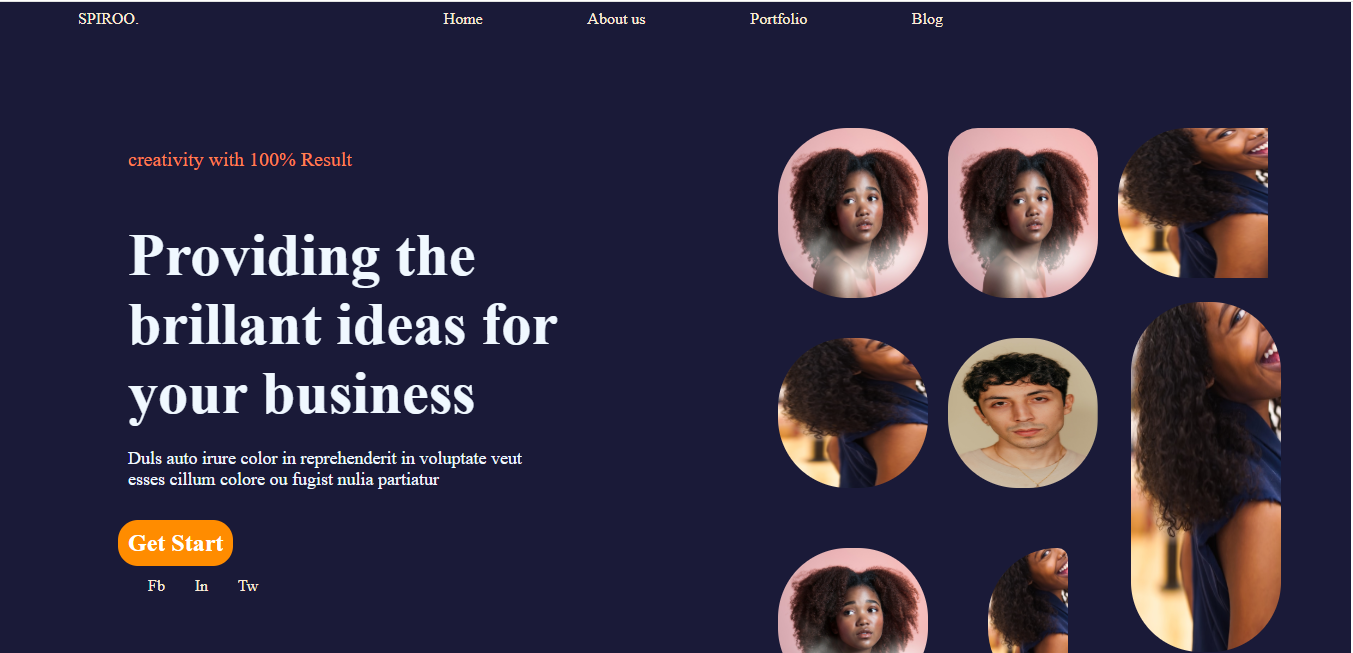 SPIROO.
Home
About us
Portfolio
Blog
creativity with 100% Result
Providing the
brillant ideas for
your business
Duls auto irure color in reprehenderit in voluptate veut
esses cillum colore ou fugist nulia partiatur
Get Start
Fb
In
Tw